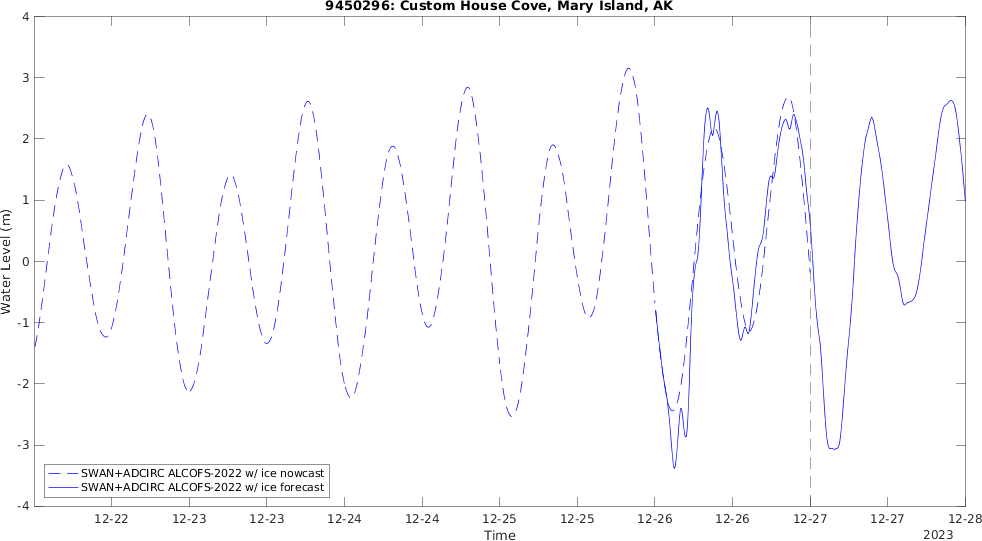 9450296: Custom House Cove, Mary Island, AK
4
3
2
1
0
-1
-2
-3
-4
Water Level (m)
SWAN+ADCIRC ALCOFS-2022 w/ ice nowcast
SWAN+ADCIRC ALCOFS-2022 w/ ice forecast
12-22 12-23 12-23 12-24 12-24 12-25 12-25 12-26 12-26 12-27 12-27 12-28
Time
2023